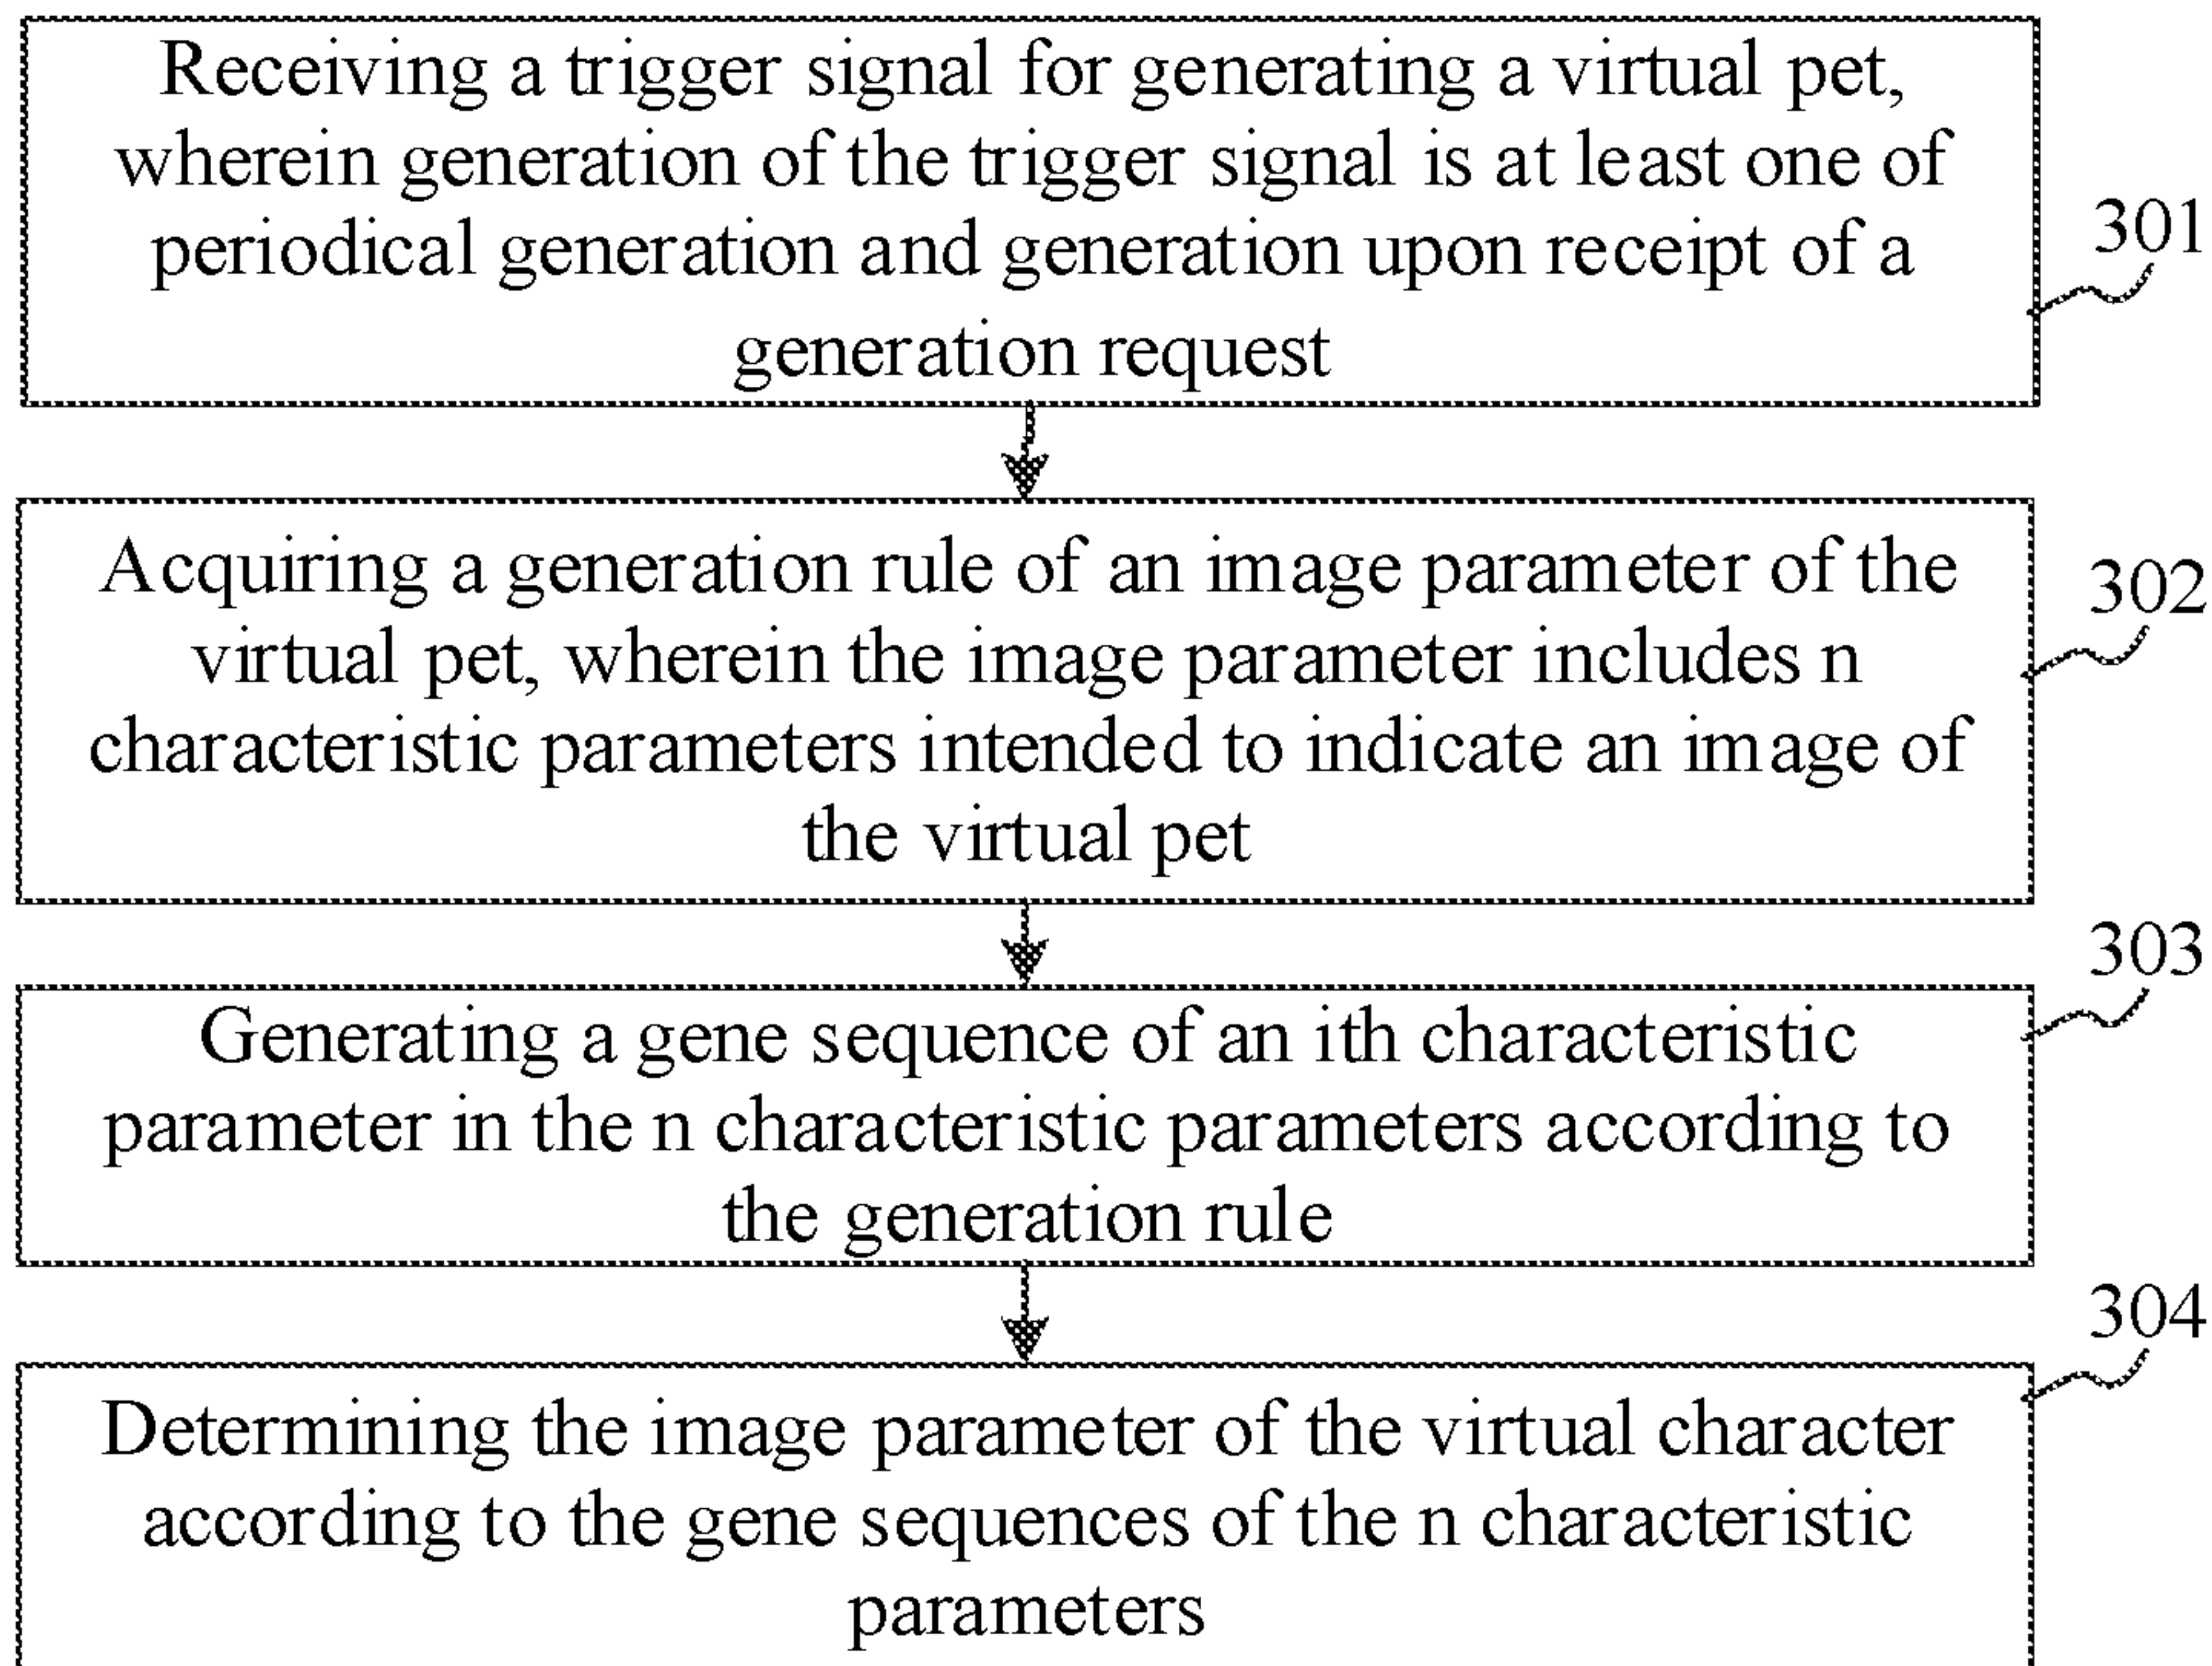 Receiving a trigger signal for generating a virtual pet,
wherein generation of the trigger signal is at least one of
periodical generation and generation upon receipt of a
generation request
301
Acquiring a generation rule of an image parameter of the
virtual pet, wherein the image parameter includes n
characteristic parameters intended to indicate an image of
the virtual pet
302
Generating a gene sequence of an ith characteristic
parameter in the n characteristic parameters according to
the generation rule
303
Determining the image parameter of the virtual character
according to the gene sequences of the n characteristic
parameters
304